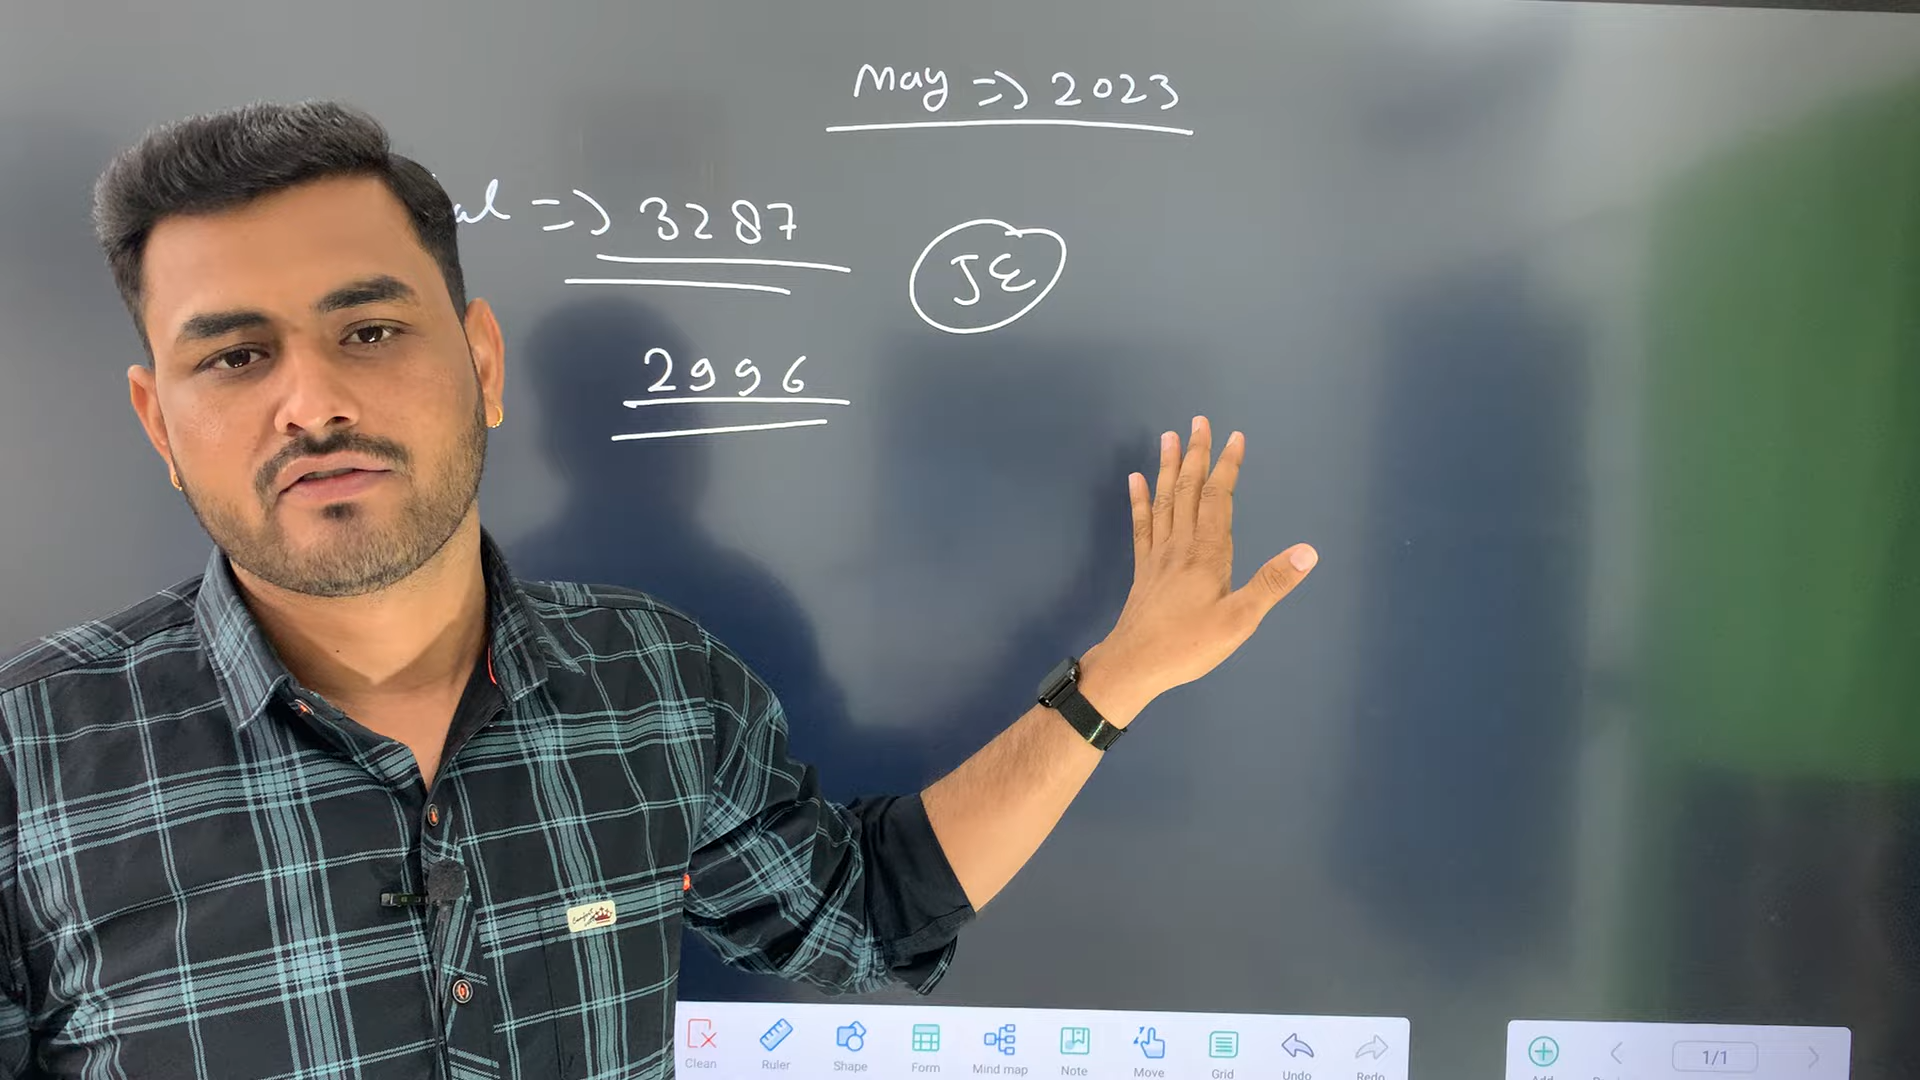 May => 2023
=> 3287
JE
2996
Clean
Ruler
Shape
Form
Mind map
Note
Move
Grid
Undo
Redo
1/1